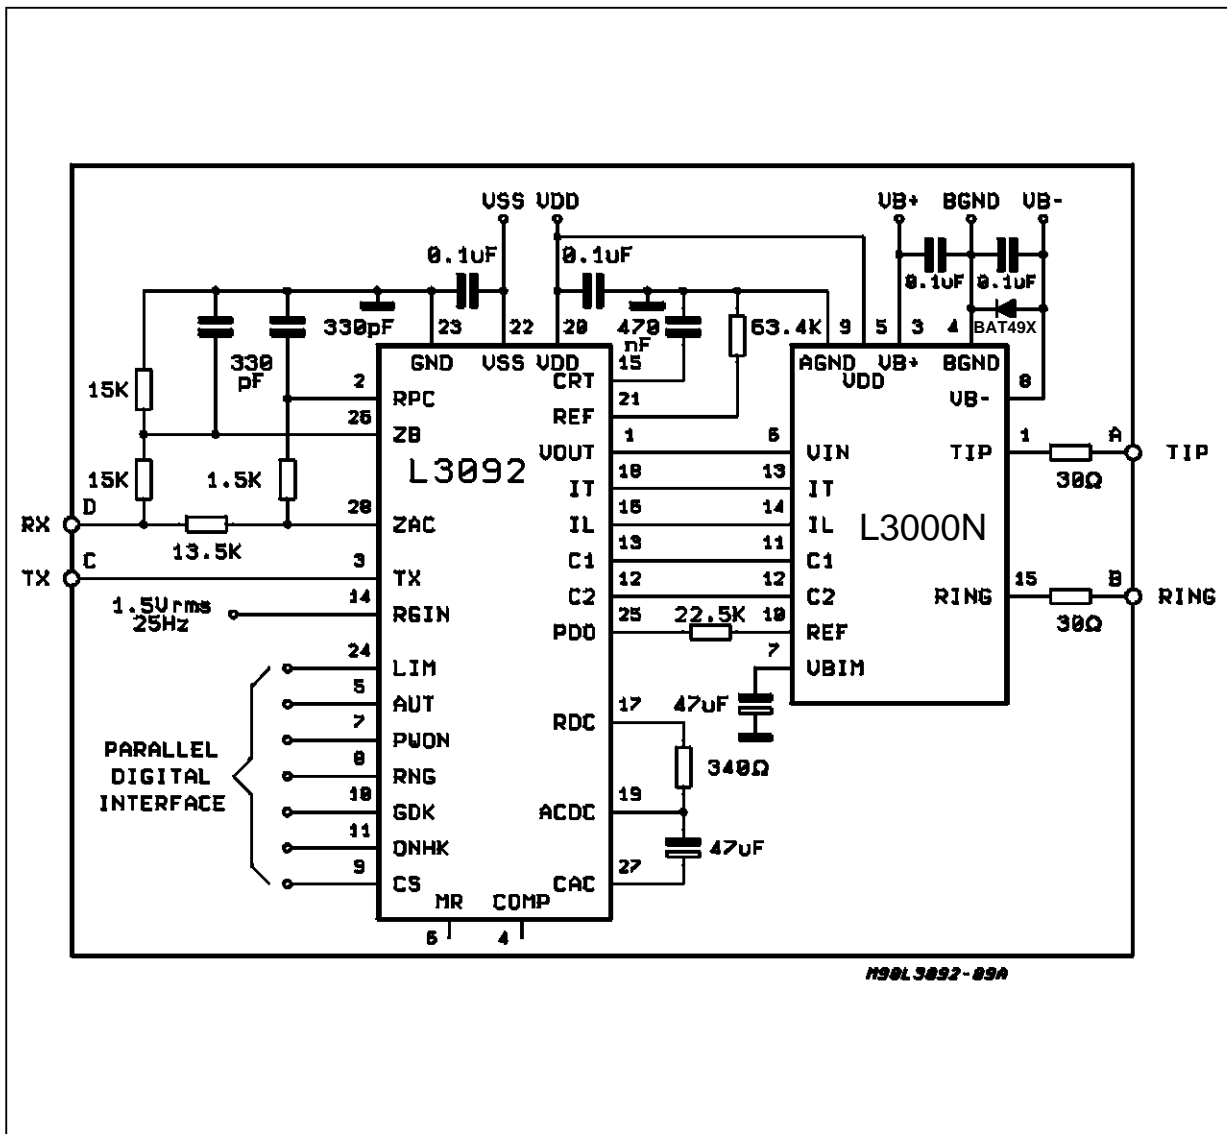 VSS VDD VB+ BGND VB-
0.1uF 0.1uF 0.1uF 0.1uF
330pF 23 22 20 470 nF 63.4K 9 5 3 4 BAT49X
330 pF
GND VSS VDD 15 AGND VDD VB+ BGND 8
15K 2 RPC CRT VB-
26 ZB 21 REF
L3092 1 VOUT 6 VIN TIP 1 A TIP
15K 1.5K 18 IT 13 IT 30Ω
RX D 28 ZAC 16 IL 14 IL L3000N
13.5K
TX C 3 TX 13 C1 11 C1
1.5Vrms 25Hz 14 RGIN 12 C2 12 C2 RING 15 B RING
25 PDO 22.5K 10 REF 30Ω
24 LIM 7 VBIM
5 AUT 17 RDC 47uF
7 PWON
PARALLEL
DIGITAL
INTERFACE
8 RNG 340Ω
10 GDK 19 ACDC
11 ONHK 47uF
9 CS 27 CAC
MR COMP
6 4
M90L3092-09A